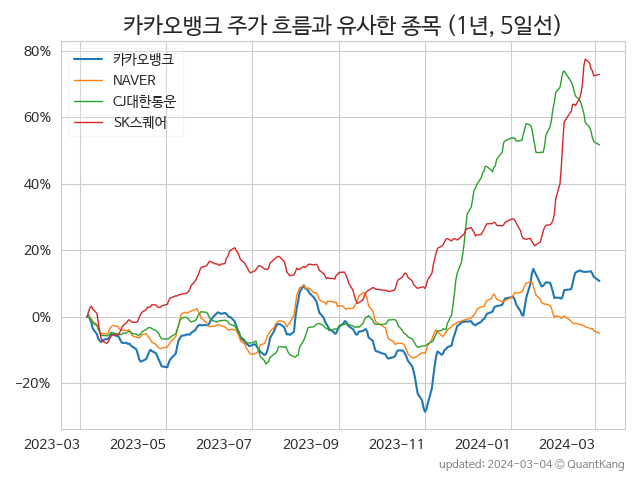 카카오뱅크 주가 흐름과 유사한 종목 (1년, 5일선)
80%
60%
40%
20%
0%
−20%
카카오뱅크
NAVER
CJ대한통운
SK스퀘어
2023-03
2023-05
2023-07
2023-09
2023-11
2024-01
2024-03
updated: 2024-03-04 ⓒ QuantKang